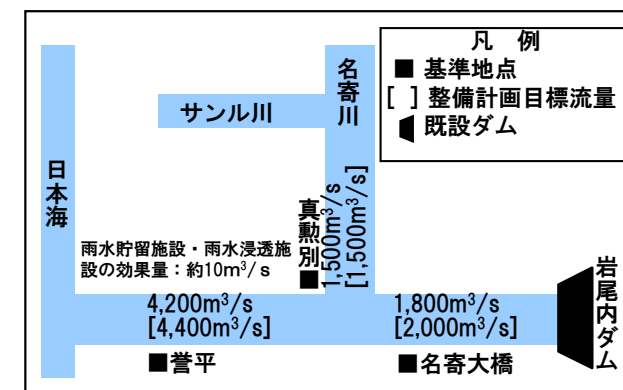 凡 例
■ 基準地点
[ ] 整備計画目標流量
既設ダム
名寄川
サンル川
日本海
真勲別■
1,500m³/s
[1,500m³/s]
雨水貯留施設・雨水浸透施
設の効果量：約10m³/s
4,200m³/s
[4,400m³/s]
■誉平
1,800m³/s
[2,000m³/s]
■名寄大橋
岩尾内ダム